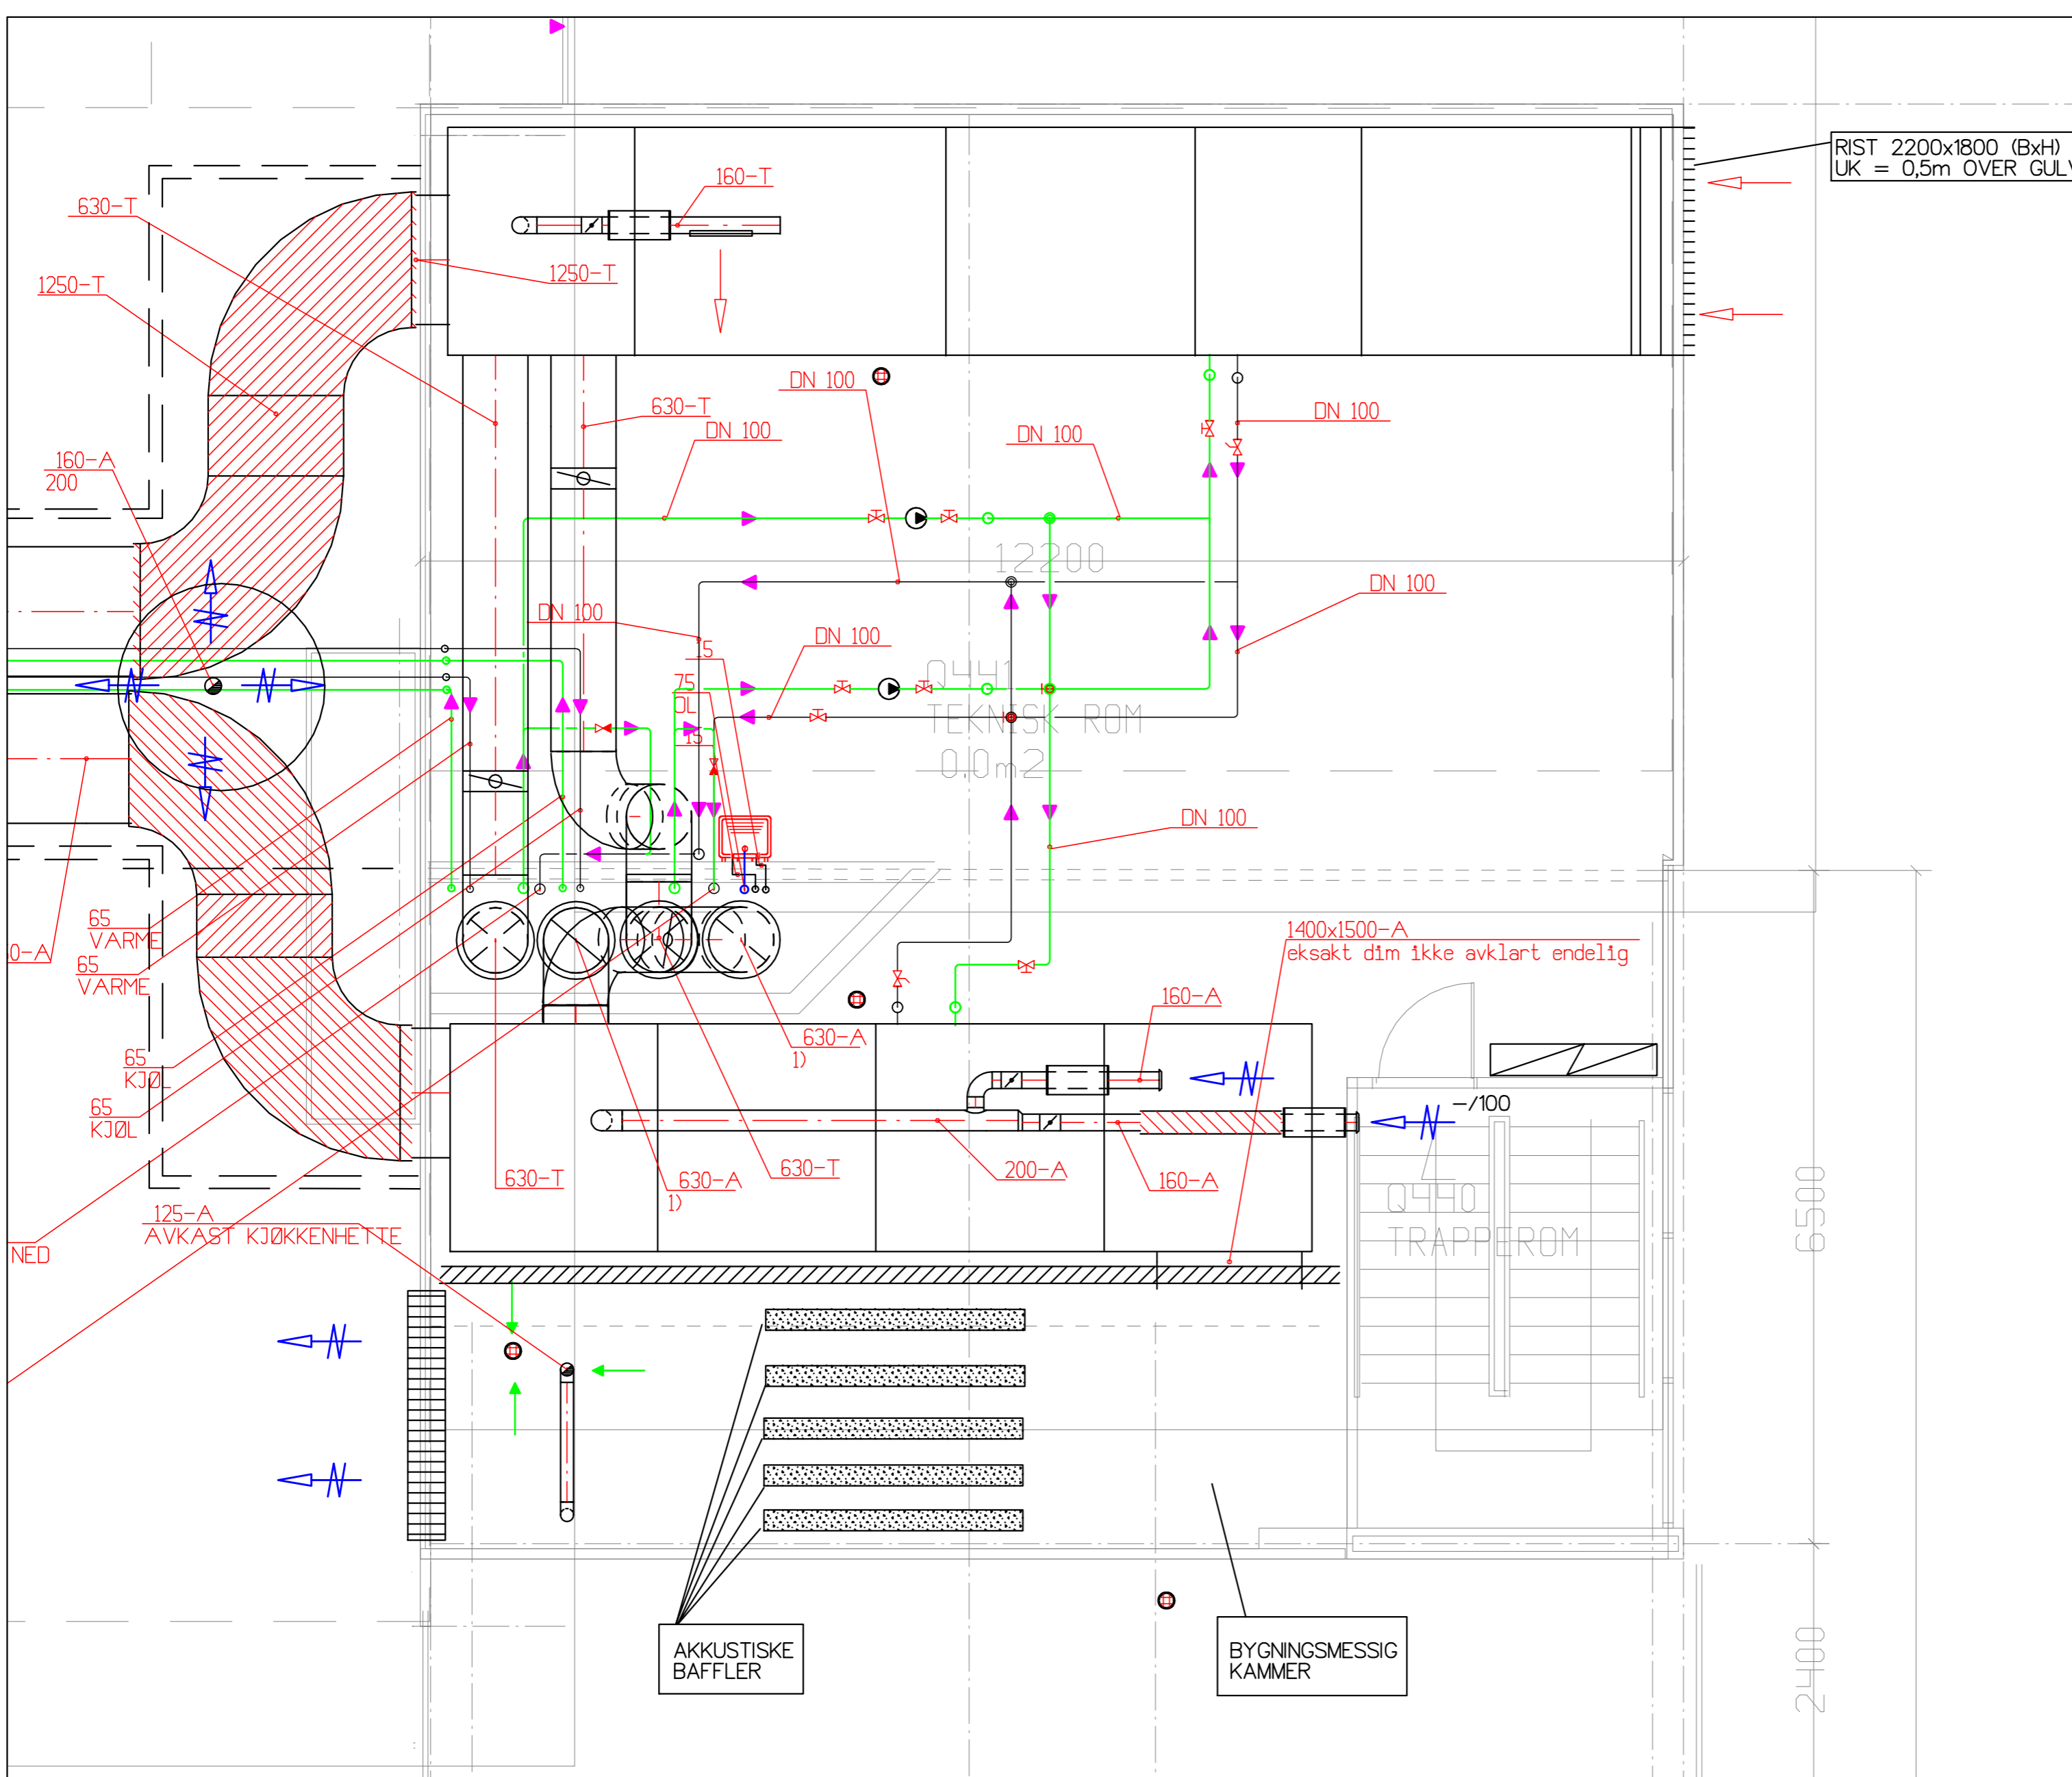 RIST 2200x1800 (BxH)
UK = 0,5m OVER GULV
160-T
630-T
1250-T
1250-T
DN 100
630-T
DN 100
DN 100
DN 100
160-A
200
12200
DN 100
DN 100
DN 100
15
75
OL
15
Q441
TEKNISK ROM
0.0m2
DN 100
65
VARME
0-A
65
VARME
1400x1500-A
eksakt dim ikke avklart endelig
160-A
630-A
1)
65
KJØL
65
KJØL
-/100
630-T
630-A
1)
630-T
200-A
160-A
Q440
TRAPPEROM
6500
125-A
AVKAST KJØKKENHETTE
NED
AKKUSTISKE
BAFFLER
BYGNINGSMESSIG
KAMMER
2400